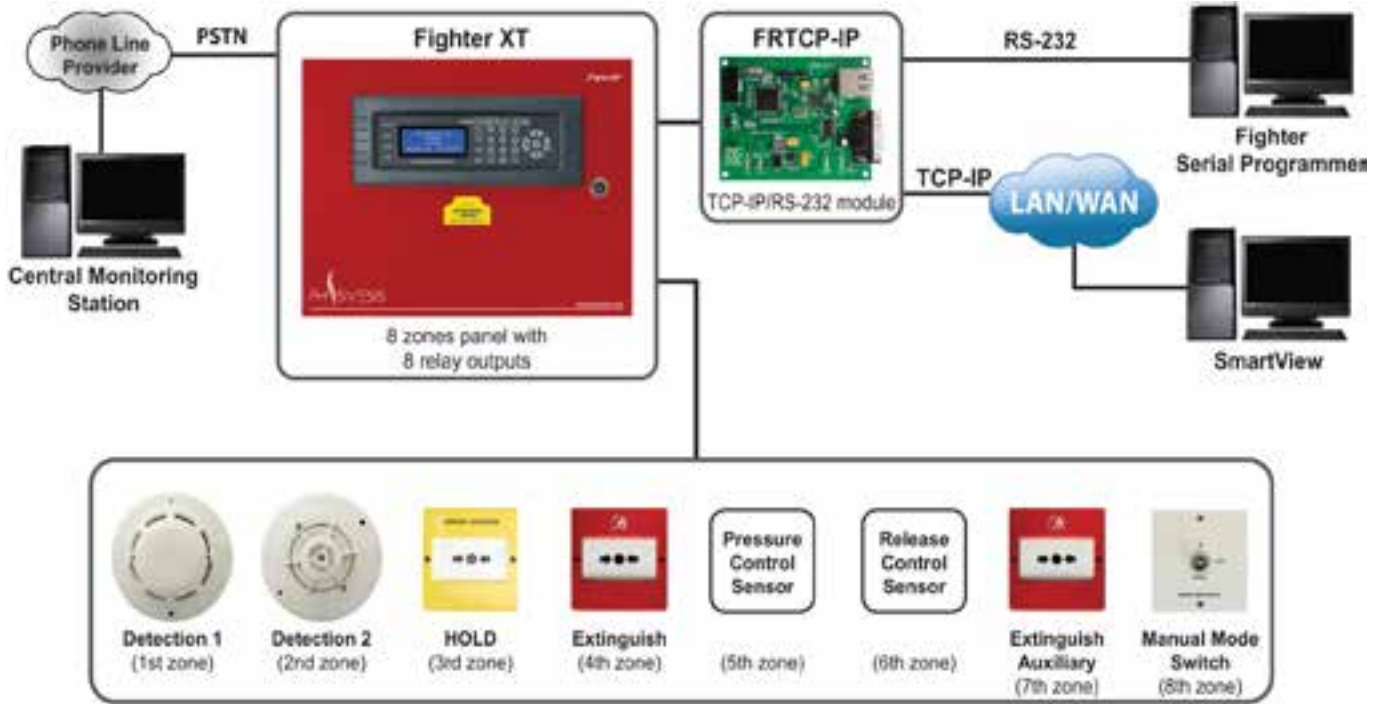 Phone Line
Provider
PSTN
Fighter XT
FRTCP-IP
RS-232
Fighter
Serial Programmer
TCP-IP/RS-232 module
TCP-IP
LAN/WAN
Central Monitoring
Station
8 zones panel with
8 relay outputs
SmartView
Pressure
Control
Sensor
Release
Control
Sensor
Detection 1
(1st zone)
Detection 2
(2nd zone)
HOLD
(3rd zone)
Extinguish
(4th zone)
(5th zone)
(6th zone)
Extinguish
Auxiliary
(7th zone)
Manual Mode
Switch
(8th zone)